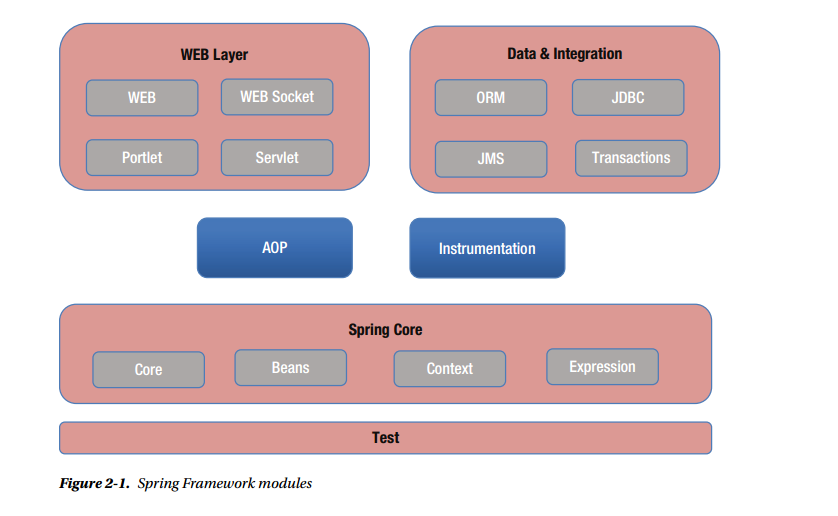 WEB Layer
WEB
WEB Socket
Portlet
Servlet
Data & Integration
ORM
JDBC
JMS
Transactions
AOP
Instrumentation
Spring Core
Core
Beans
Context
Expression
Test
Figure 2-1. Spring Framework modules